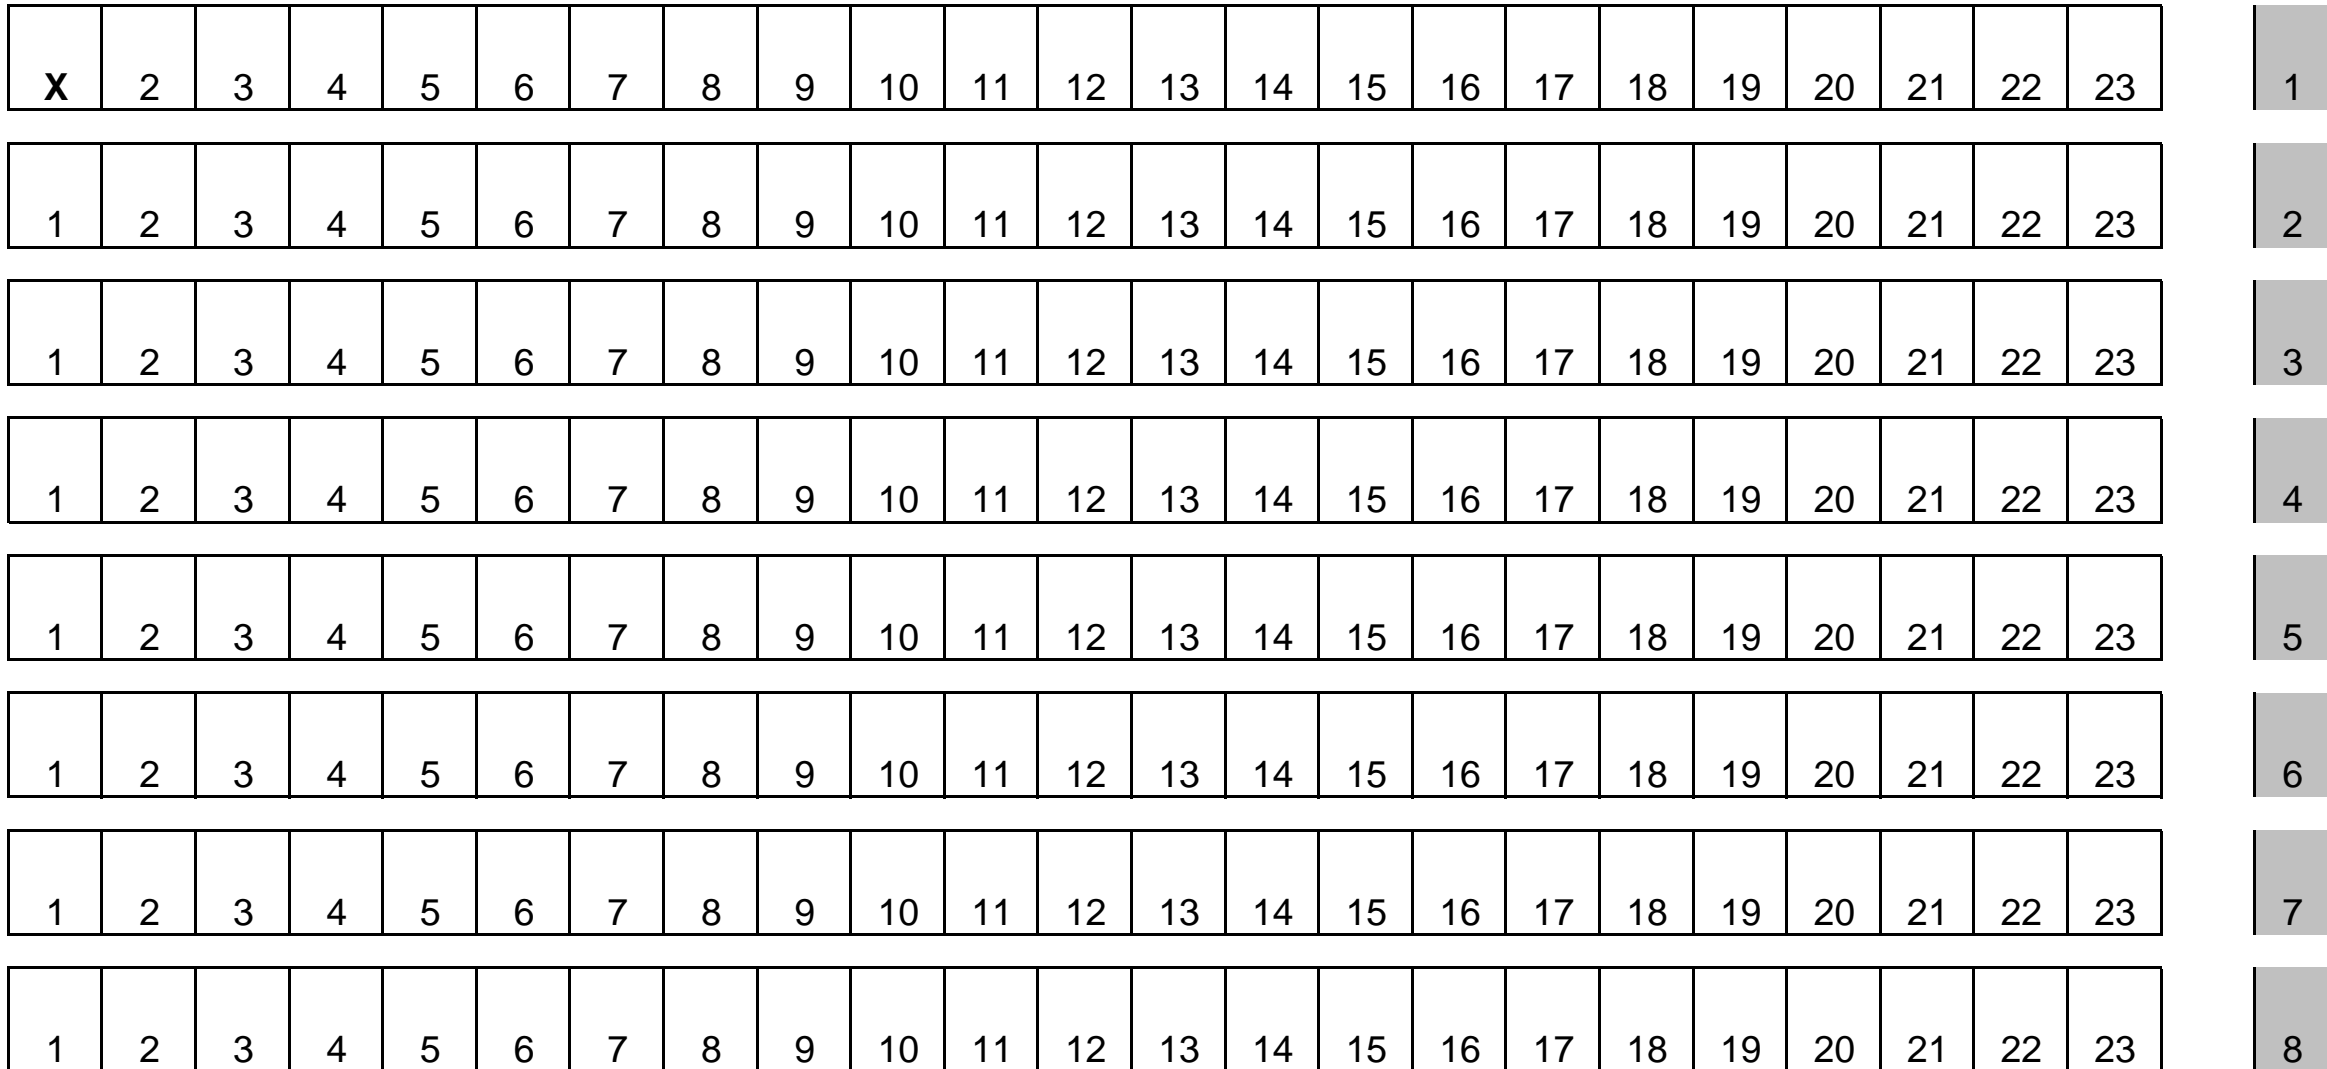 X 2 3 4 5 6 7 8 9 10 11 12 13 14 15 16 17 18 19 20 21 22 23 1
1 2 3 4 5 6 7 8 9 10 11 12 13 14 15 16 17 18 19 20 21 22 23 2
1 2 3 4 5 6 7 8 9 10 11 12 13 14 15 16 17 18 19 20 21 22 23 3
1 2 3 4 5 6 7 8 9 10 11 12 13 14 15 16 17 18 19 20 21 22 23 4
1 2 3 4 5 6 7 8 9 10 11 12 13 14 15 16 17 18 19 20 21 22 23 5
1 2 3 4 5 6 7 8 9 10 11 12 13 14 15 16 17 18 19 20 21 22 23 6
1 2 3 4 5 6 7 8 9 10 11 12 13 14 15 16 17 18 19 20 21 22 23 7
1 2 3 4 5 6 7 8 9 10 11 12 13 14 15 16 17 18 19 20 21 22 23 8